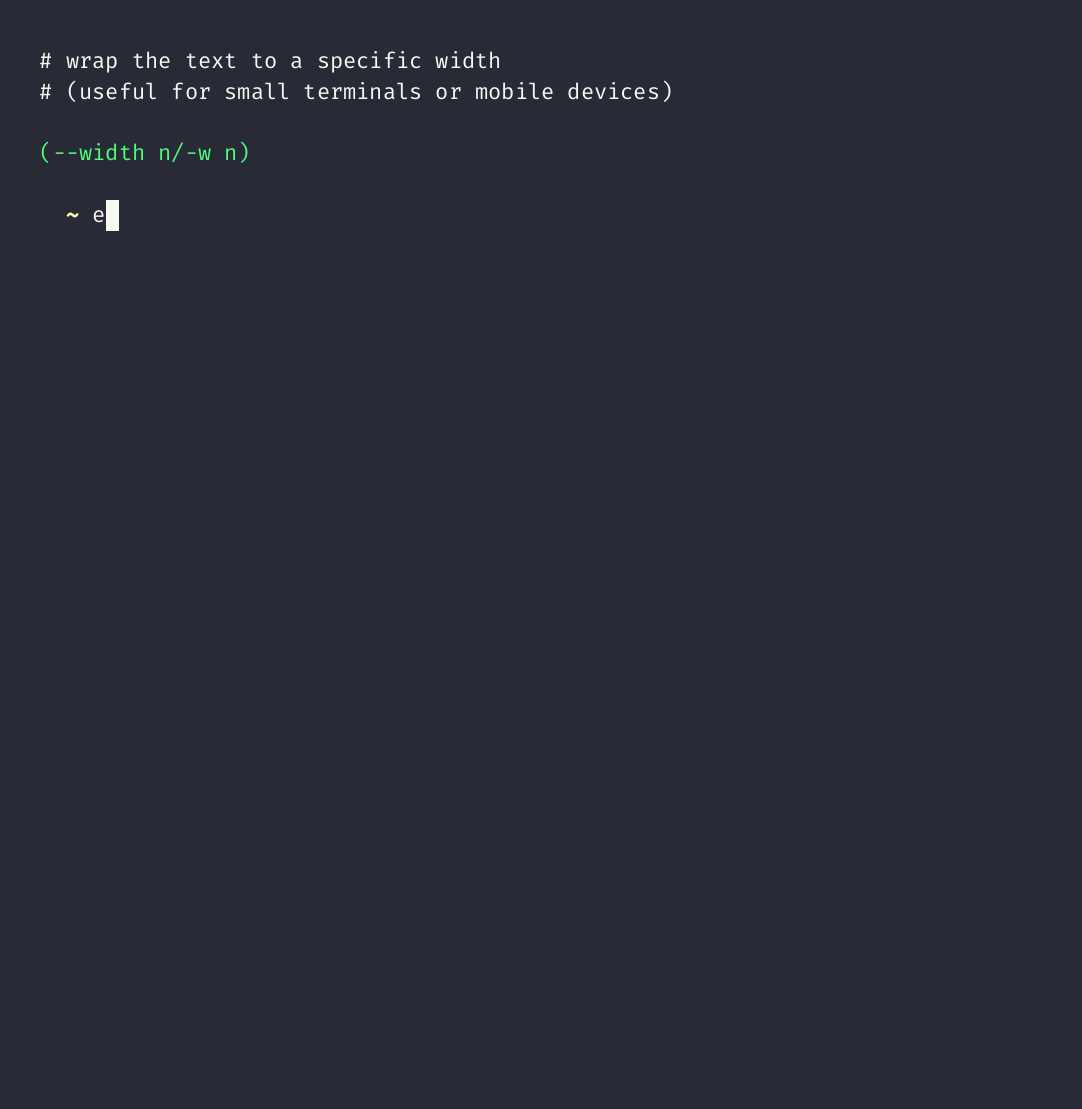 # wrap the text to a specific width
# (useful for small terminals or mobile devices)
(--width n/-w n)
~ e